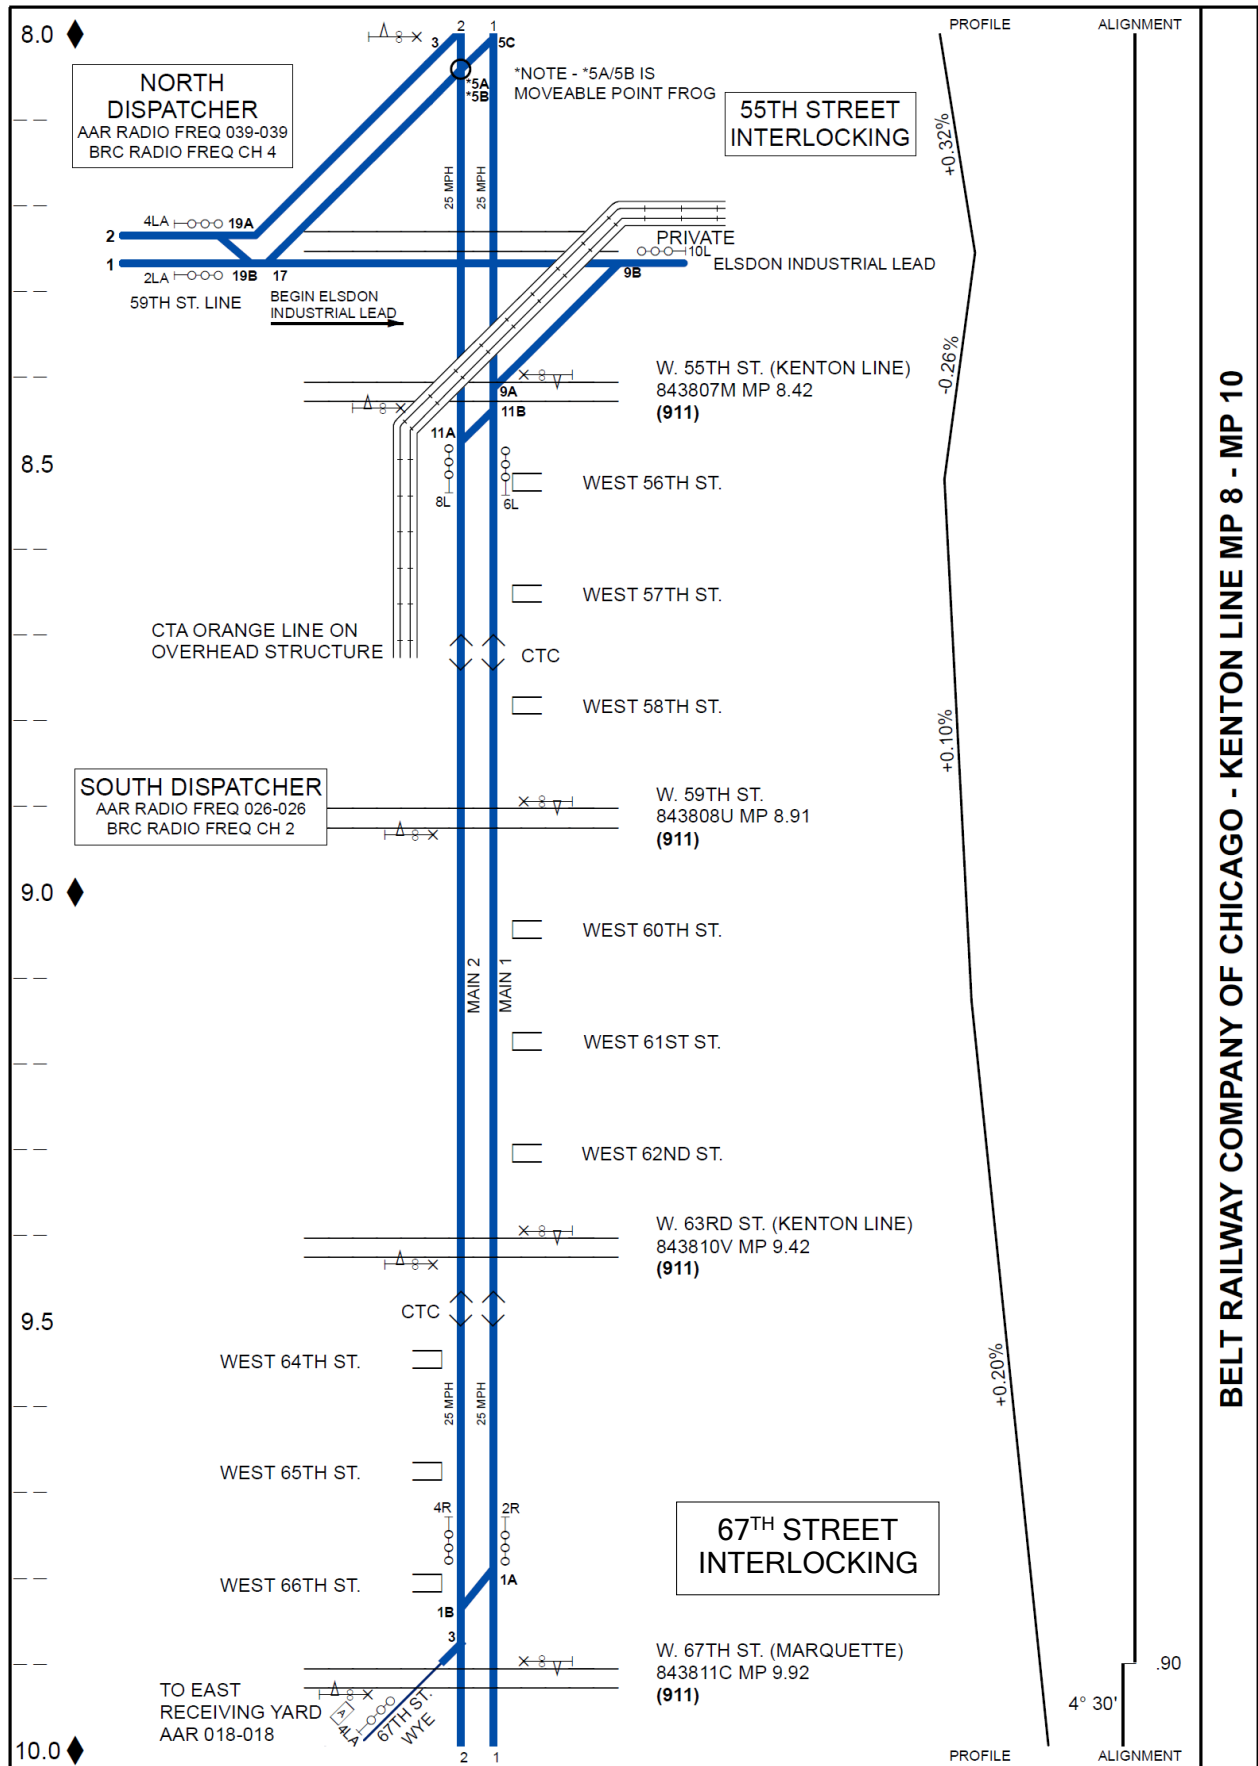 8.0
2
1
PROFILE
ALIGNMENT
3
5C
NORTH
DISPATCHER
AAR RADIO FREQ 039-039
BRC RADIO FREQ CH 4
*5A
*5B
*NOTE - *5A/5B IS
MOVEABLE POINT FROG
55TH STREET
INTERLOCKING
+0.32%
25 MPH
25 MPH
4LA
19A
2
PRIVATE
10L
1
2LA
19B
17
9B
ELSDON INDUSTRIAL LEAD
59TH ST. LINE
BEGIN ELSDON
INDUSTRIAL LEAD
-0.26%
W. 55TH ST. (KENTON LINE)
843807M MP 8.42
(911)
9A
11B
11A
8.5
8L
6L
WEST 56TH ST.
WEST 57TH ST.
CTA ORANGE LINE ON
OVERHEAD STRUCTURE
CTC
WEST 58TH ST.
+0.10%
SOUTH DISPATCHER
AAR RADIO FREQ 026-026
BRC RADIO FREQ CH 2
W. 59TH ST.
843808U MP 8.91
(911)
9.0
WEST 60TH ST.
MAIN 2
MAIN 1
WEST 61ST ST.
WEST 62ND ST.
W. 63RD ST. (KENTON LINE)
843810V MP 9.42
(911)
9.5
CTC
WEST 64TH ST.
+0.20%
25 MPH
25 MPH
WEST 65TH ST.
4R
2R
67TH STREET
INTERLOCKING
WEST 66TH ST.
1A
1B
3
W. 67TH ST. (MARQUETTE)
843811C MP 9.92
(911)
.90
TO EAST
RECEIVING YARD
AAR 018-018
A
4LA
67TH ST.
WYE
4° 30'
10.0
2
1
PROFILE
ALIGNMENT
BELT RAILWAY COMPANY OF CHICAGO - KENTON LINE MP 8 - MP 10